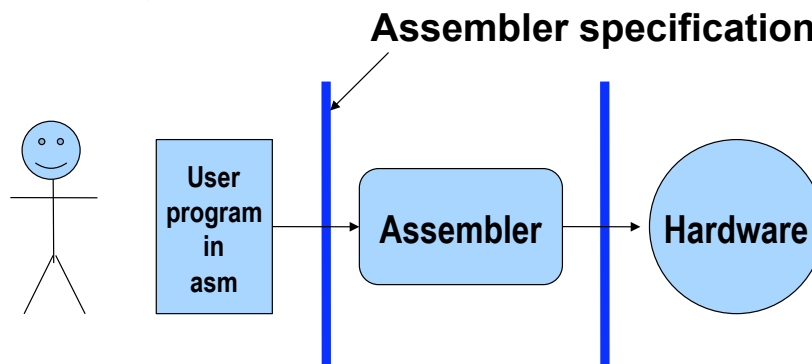 Assembler specification
User
program
in
asm
Assembler
Hardware